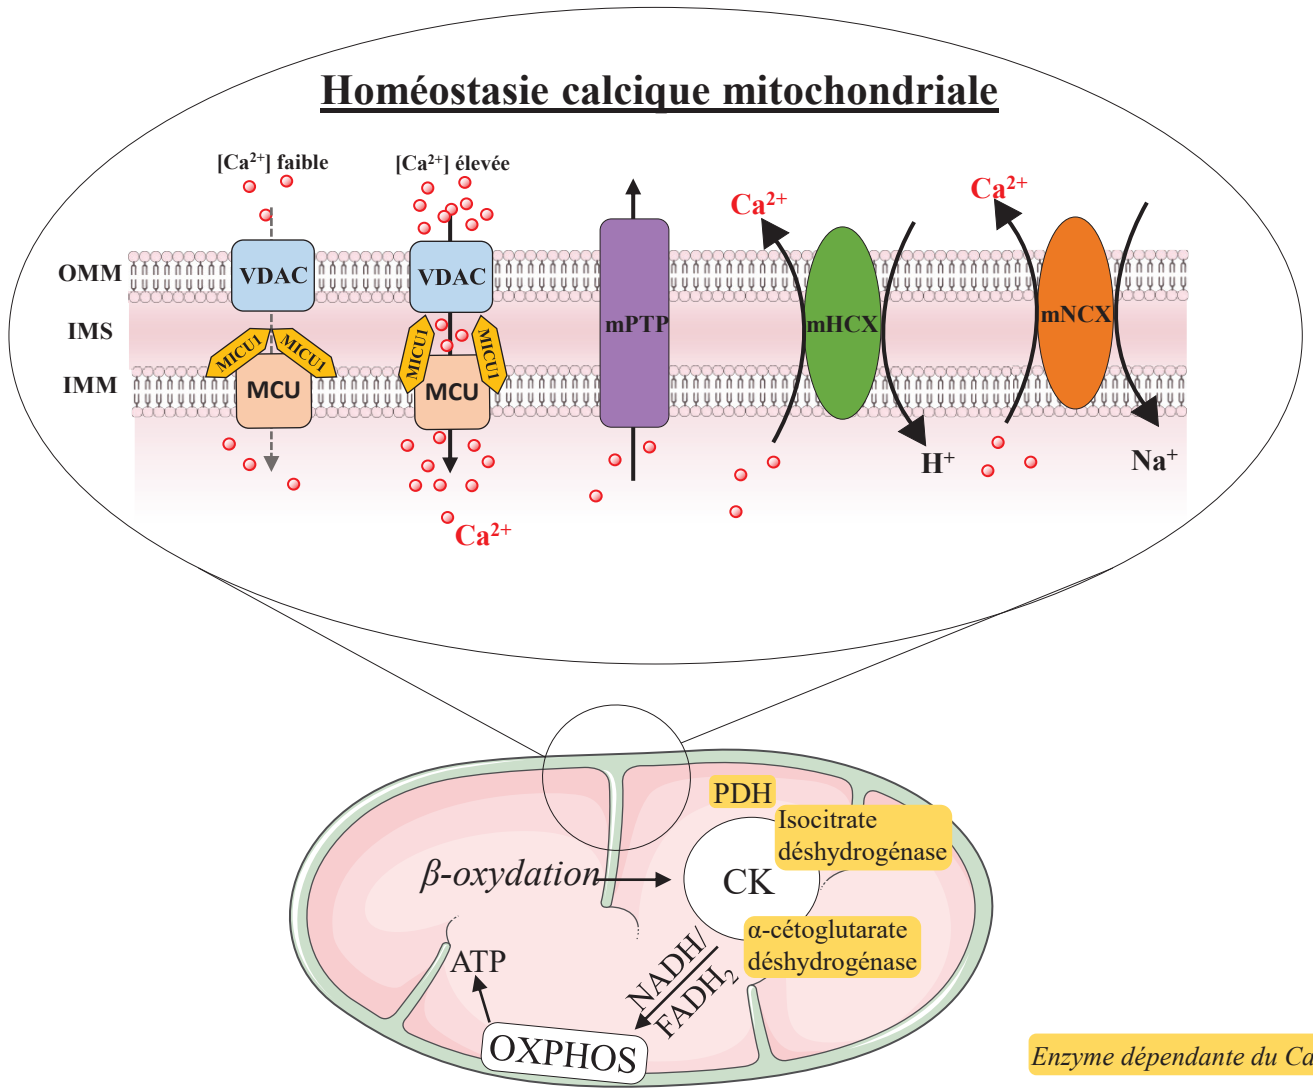 Homéostasie calcique mitochondriale
[Ca²⁺] faible
[Ca²⁺] élevée
Ca²⁺
Ca²⁺
OMM
VDAC
VDAC
IMS
mPTP
mHCX
mNCX
MICU1
MICU1
MICU1
MICU1
IMM
MCU
MCU
H⁺
Na⁺
Ca²⁺
PDH
Isocitrate
déshydrogénase
β-oxydation
CK
α-cétoglutarate
déshydrogénase
NADH/
FADH₂
ATP
OXPHOS
Enzyme dépendante du Ca